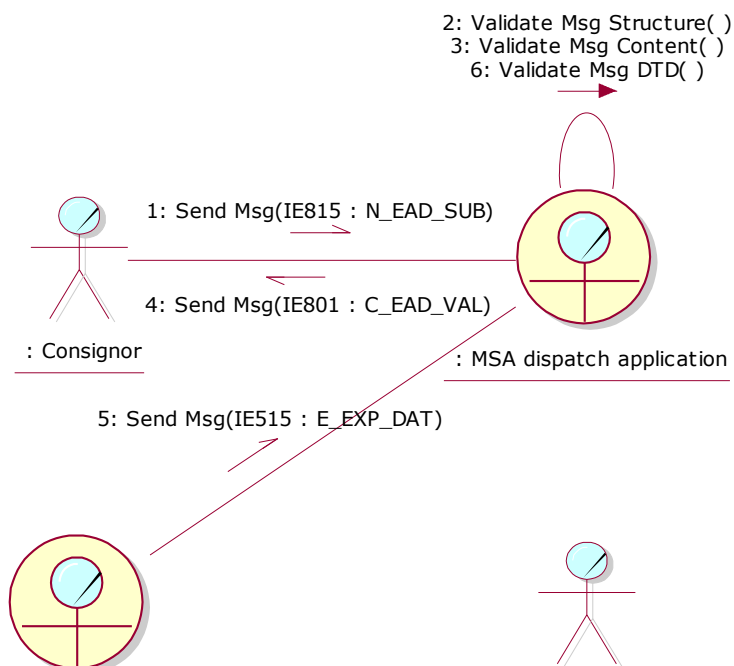 2: Validate Msg Structure( )
3: Validate Msg Content( )
6: Validate Msg DTD( )
1: Send Msg(IE815 : N_EAD_SUB)
4: Send Msg(IE801 : C_EAD_VAL)
: Consignor
: MSA dispatch application
5: Send Msg(IE515 : E_EXP_DAT)